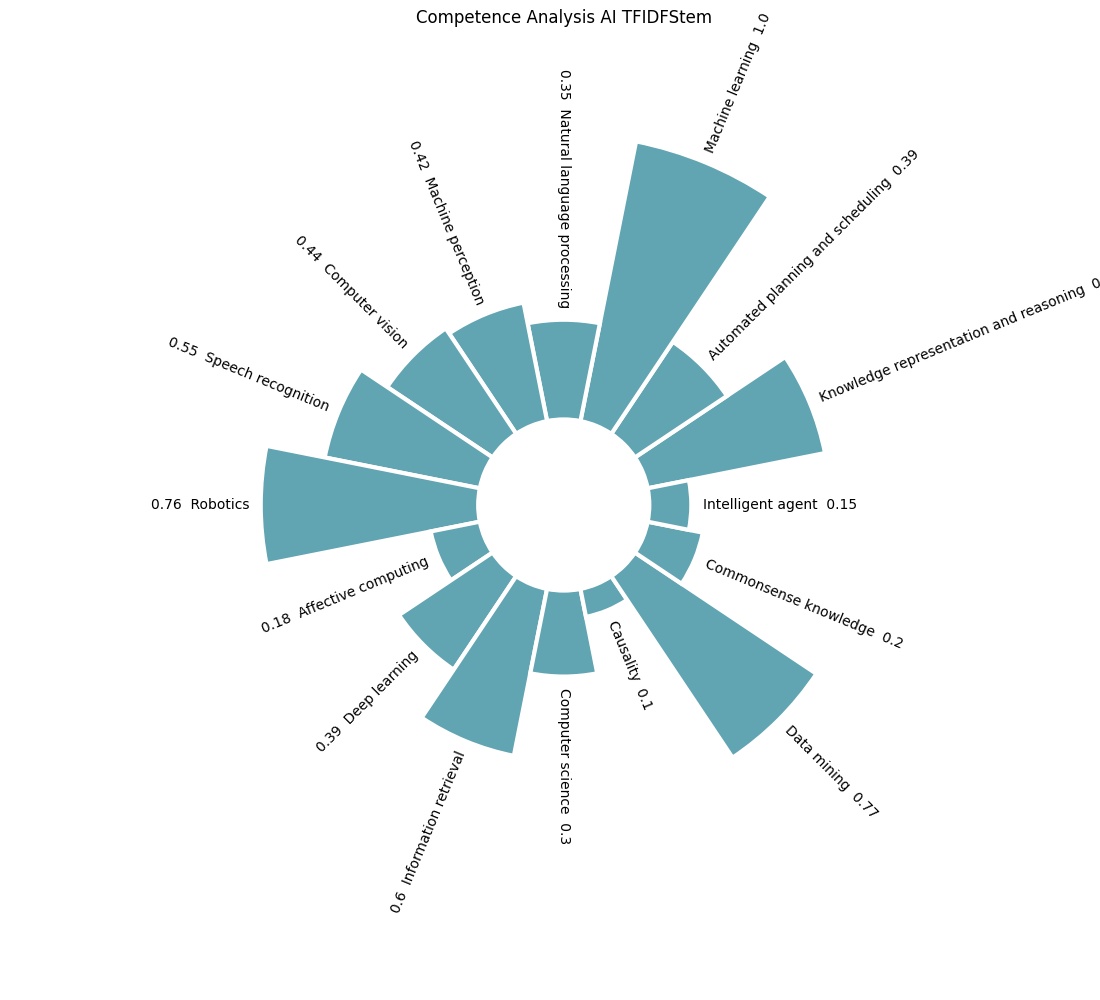 Competence Analysis AI TFIDFStem
Machine learning 1.0
Automated planning and scheduling 0.39
Knowledge representation and reasoning 0
Intelligent agent 0.15
Commonsense knowledge 0.2
Data mining 0.77
Causality 0.1
Computer science 0.3
0.6 Information retrieval
0.39 Deep learning
0.18 Affective computing
0.76 Robotics
0.55 Speech recognition
0.44 Computer vision
0.42 Machine perception
0.35 Natural language processing